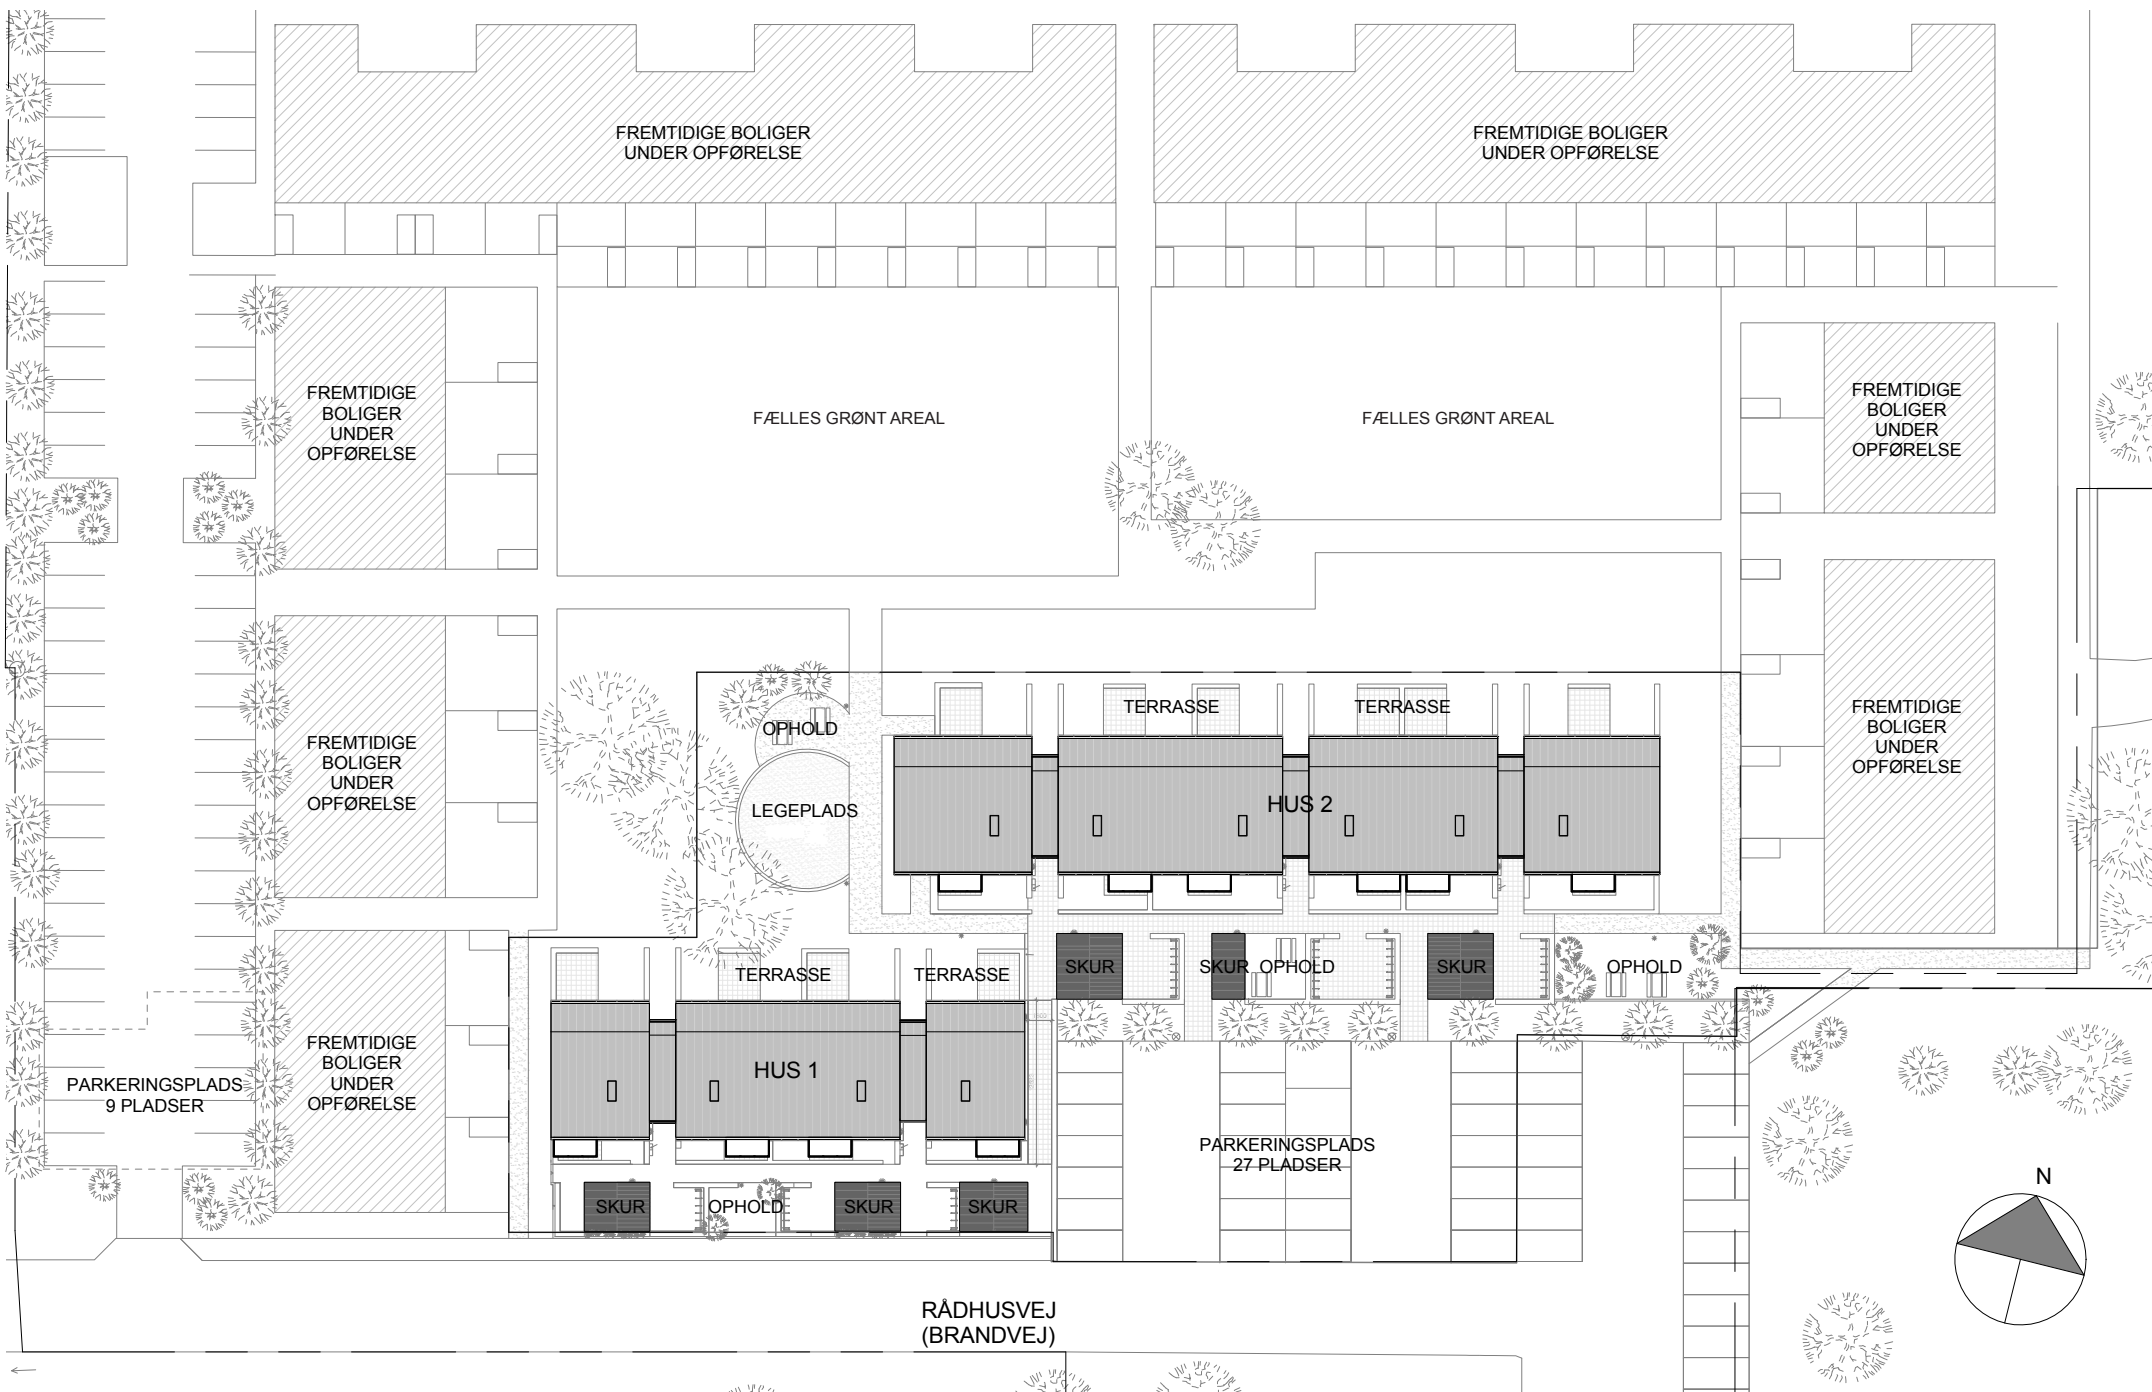 FREMTIDIGE BOLIGER
UNDER OPFØRELSE
FREMTIDIGE BOLIGER
UNDER OPFØRELSE
FREMTIDIGE
BOLIGER
UNDER
OPFØRELSE
FÆLLES GRØNT AREAL
FÆLLES GRØNT AREAL
FREMTIDIGE
BOLIGER
UNDER
OPFØRELSE
FREMTIDIGE
BOLIGER
UNDER
OPFØRELSE
OPHOLD
TERRASSE
TERRASSE
FREMTIDIGE
BOLIGER
UNDER
OPFØRELSE
LEGEPLADS
HUS 2
TERRASSE
TERRASSE
SKUR
SKUR
OPHOLD
SKUR
OPHOLD
FREMTIDIGE
BOLIGER
UNDER
OPFØRELSE
HUS 1
PARKERINGSPLADS
9 PLADSER
PARKERINGSPLADS
27 PLADSER
SKUR
OPHOLD
SKUR
SKUR
N
RÅDHUSVEJ
(BRANDVEJ)